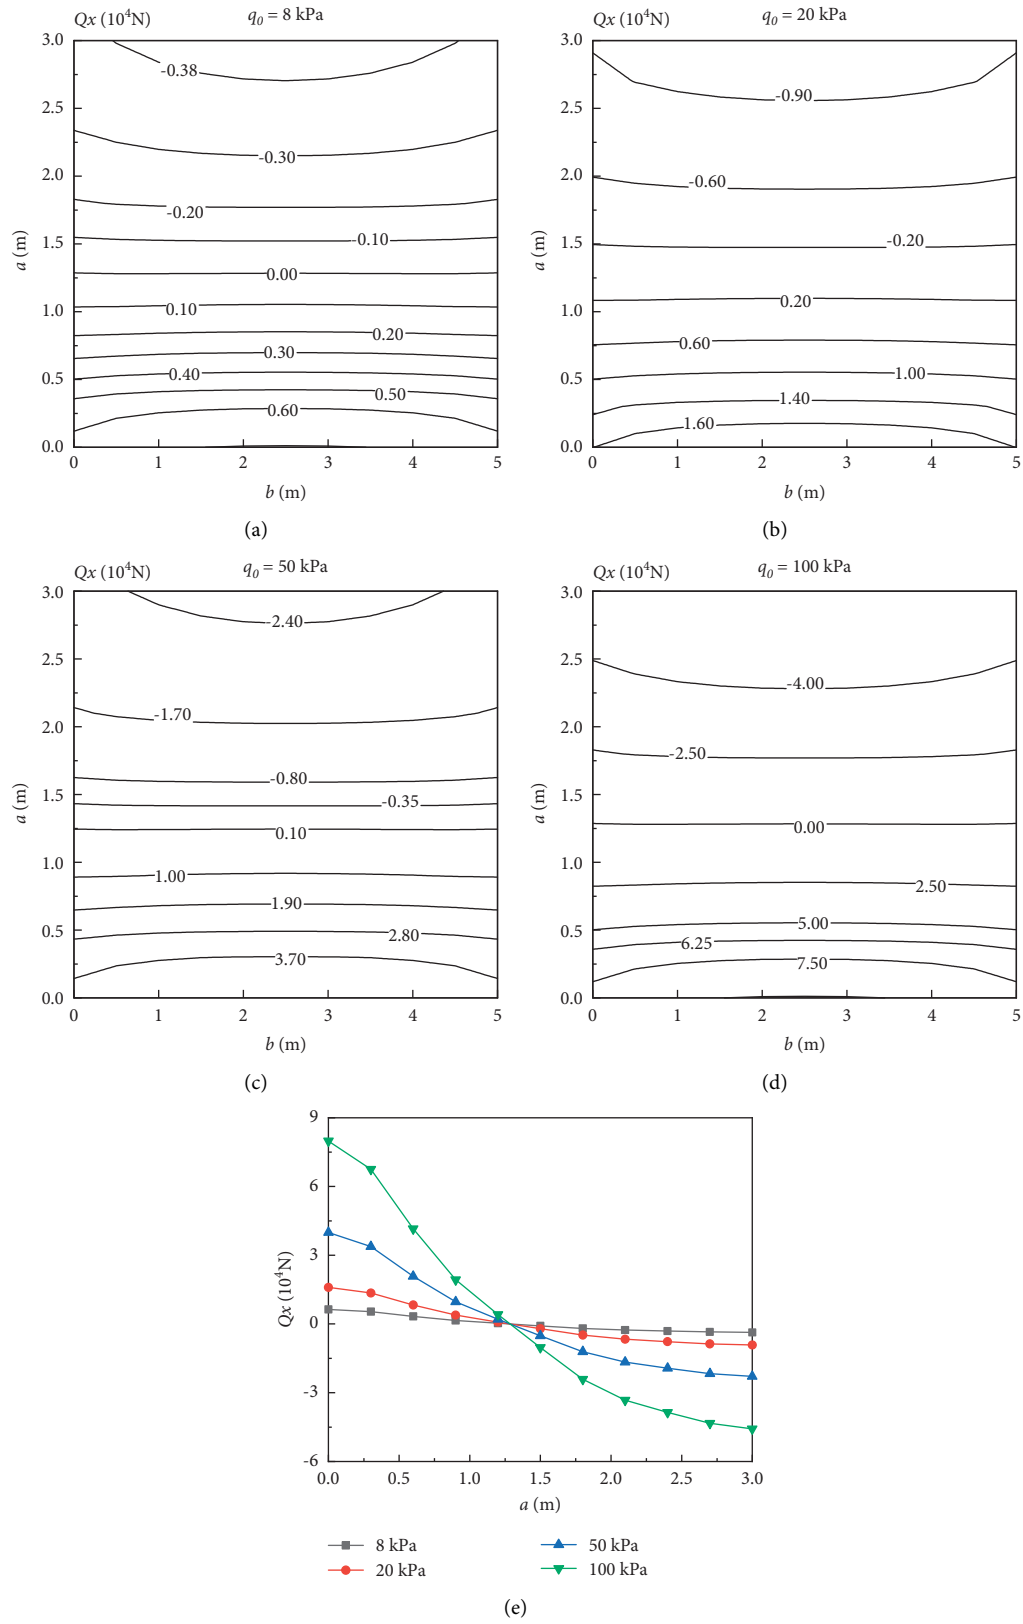 Qx (10⁴N) q₀ = 8 kPa
3.0
-0.38
2.5
-0.30
2.0
-0.20
1.5
-0.10
0.00
1.0
0.10
0.20
0.30
0.5
0.40
0.50
0.60
0.0
0 1 2 3 4 5
a (m)
b (m)
(a)
Qx (10⁴N) q₀ = 20 kPa
3.0
-0.90
2.5
2.0
-0.60
1.5
-0.20
1.0
0.20
0.60
0.5
1.00
1.40
1.60
0.0
0 1 2 3 4 5
a (m)
b (m)
(b)
Qx (10⁴N) q₀ = 50 kPa
3.0
-2.40
2.5
2.0
-1.70
-0.80
1.5
-0.35
0.10
1.0
1.00
1.90
0.5
2.80
3.70
0.0
0 1 2 3 4 5
a (m)
b (m)
(c)
Qx (10⁴N) q₀ = 100 kPa
3.0
2.5
-4.00
2.0
-2.50
1.5
0.00
1.0
2.50
5.00
0.5
6.25
7.50
0.0
0 1 2 3 4 5
a (m)
b (m)
(d)
9
6
3
0
-3
-6
Qx (10⁴N)
0.0 0.5 1.0 1.5 2.0 2.5 3.0
a (m)
8 kPa 50 kPa
20 kPa 100 kPa
(e)